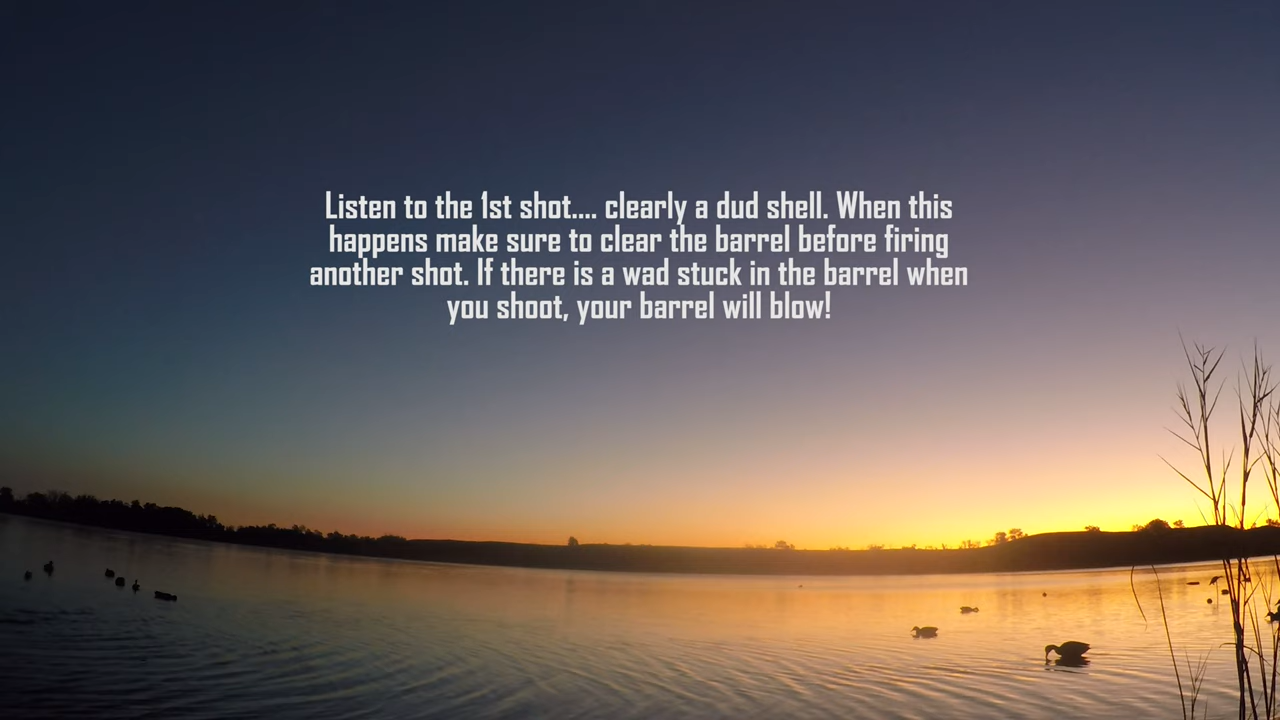 Listen to the 1st shot.... clearly a dud shell. When this
happens make sure to clear the barrel before firing
another shot. If there is a wad stuck in the barrel when
you shoot, your barrel will blow!